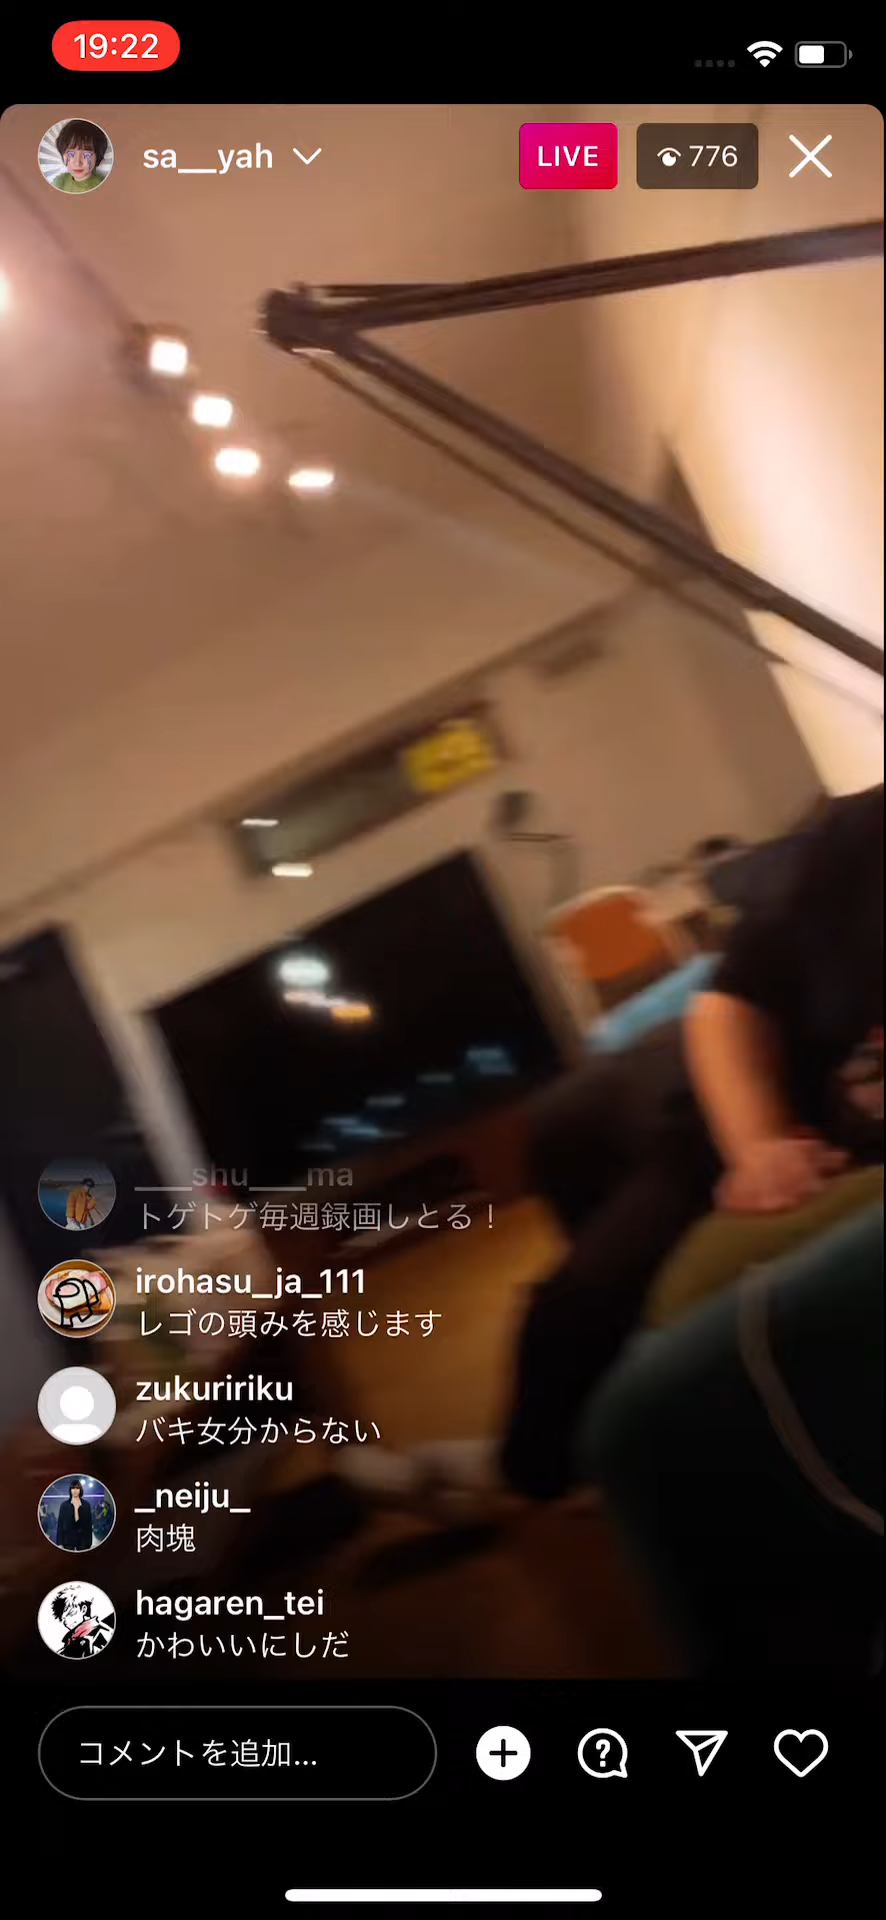 19:22
sa__yah
LIVE
776
___shu___ma
トゲトゲ毎週録画しとる！
irohasu_ja_111
レゴの頭みを感じます
zukuririku
バキ女分からない
_neiju_
肉塊
hagaren_tei
かわいいにしだ
コメントを追加...